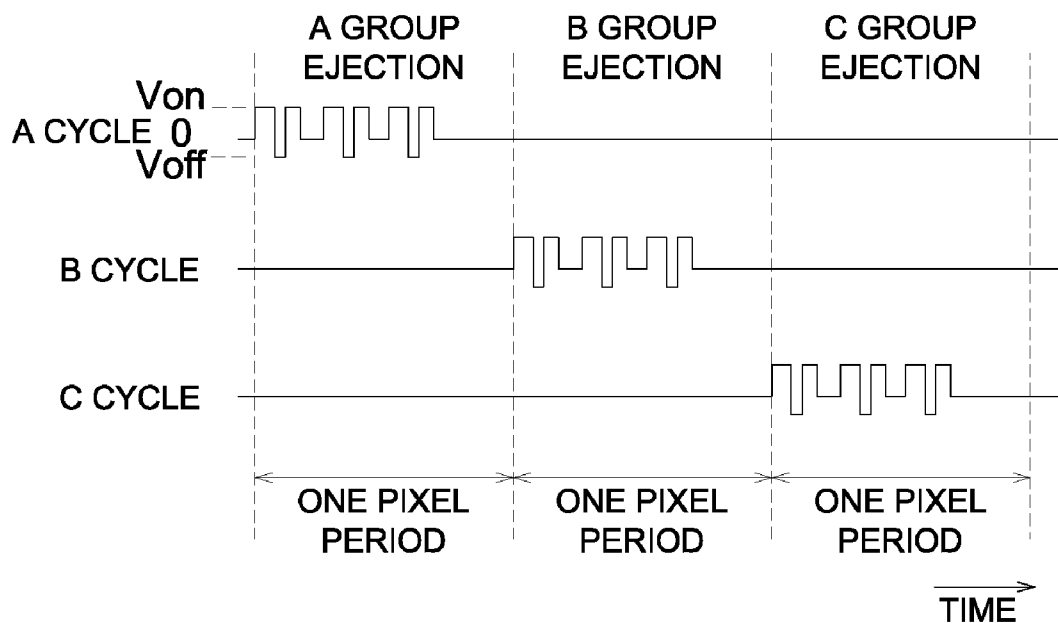 A GROUP EJECTION
B GROUP EJECTION
C GROUP EJECTION
Von
A CYCLE 0
Voff
B CYCLE
C CYCLE
ONE PIXEL PERIOD
ONE PIXEL PERIOD
ONE PIXEL PERIOD
TIME